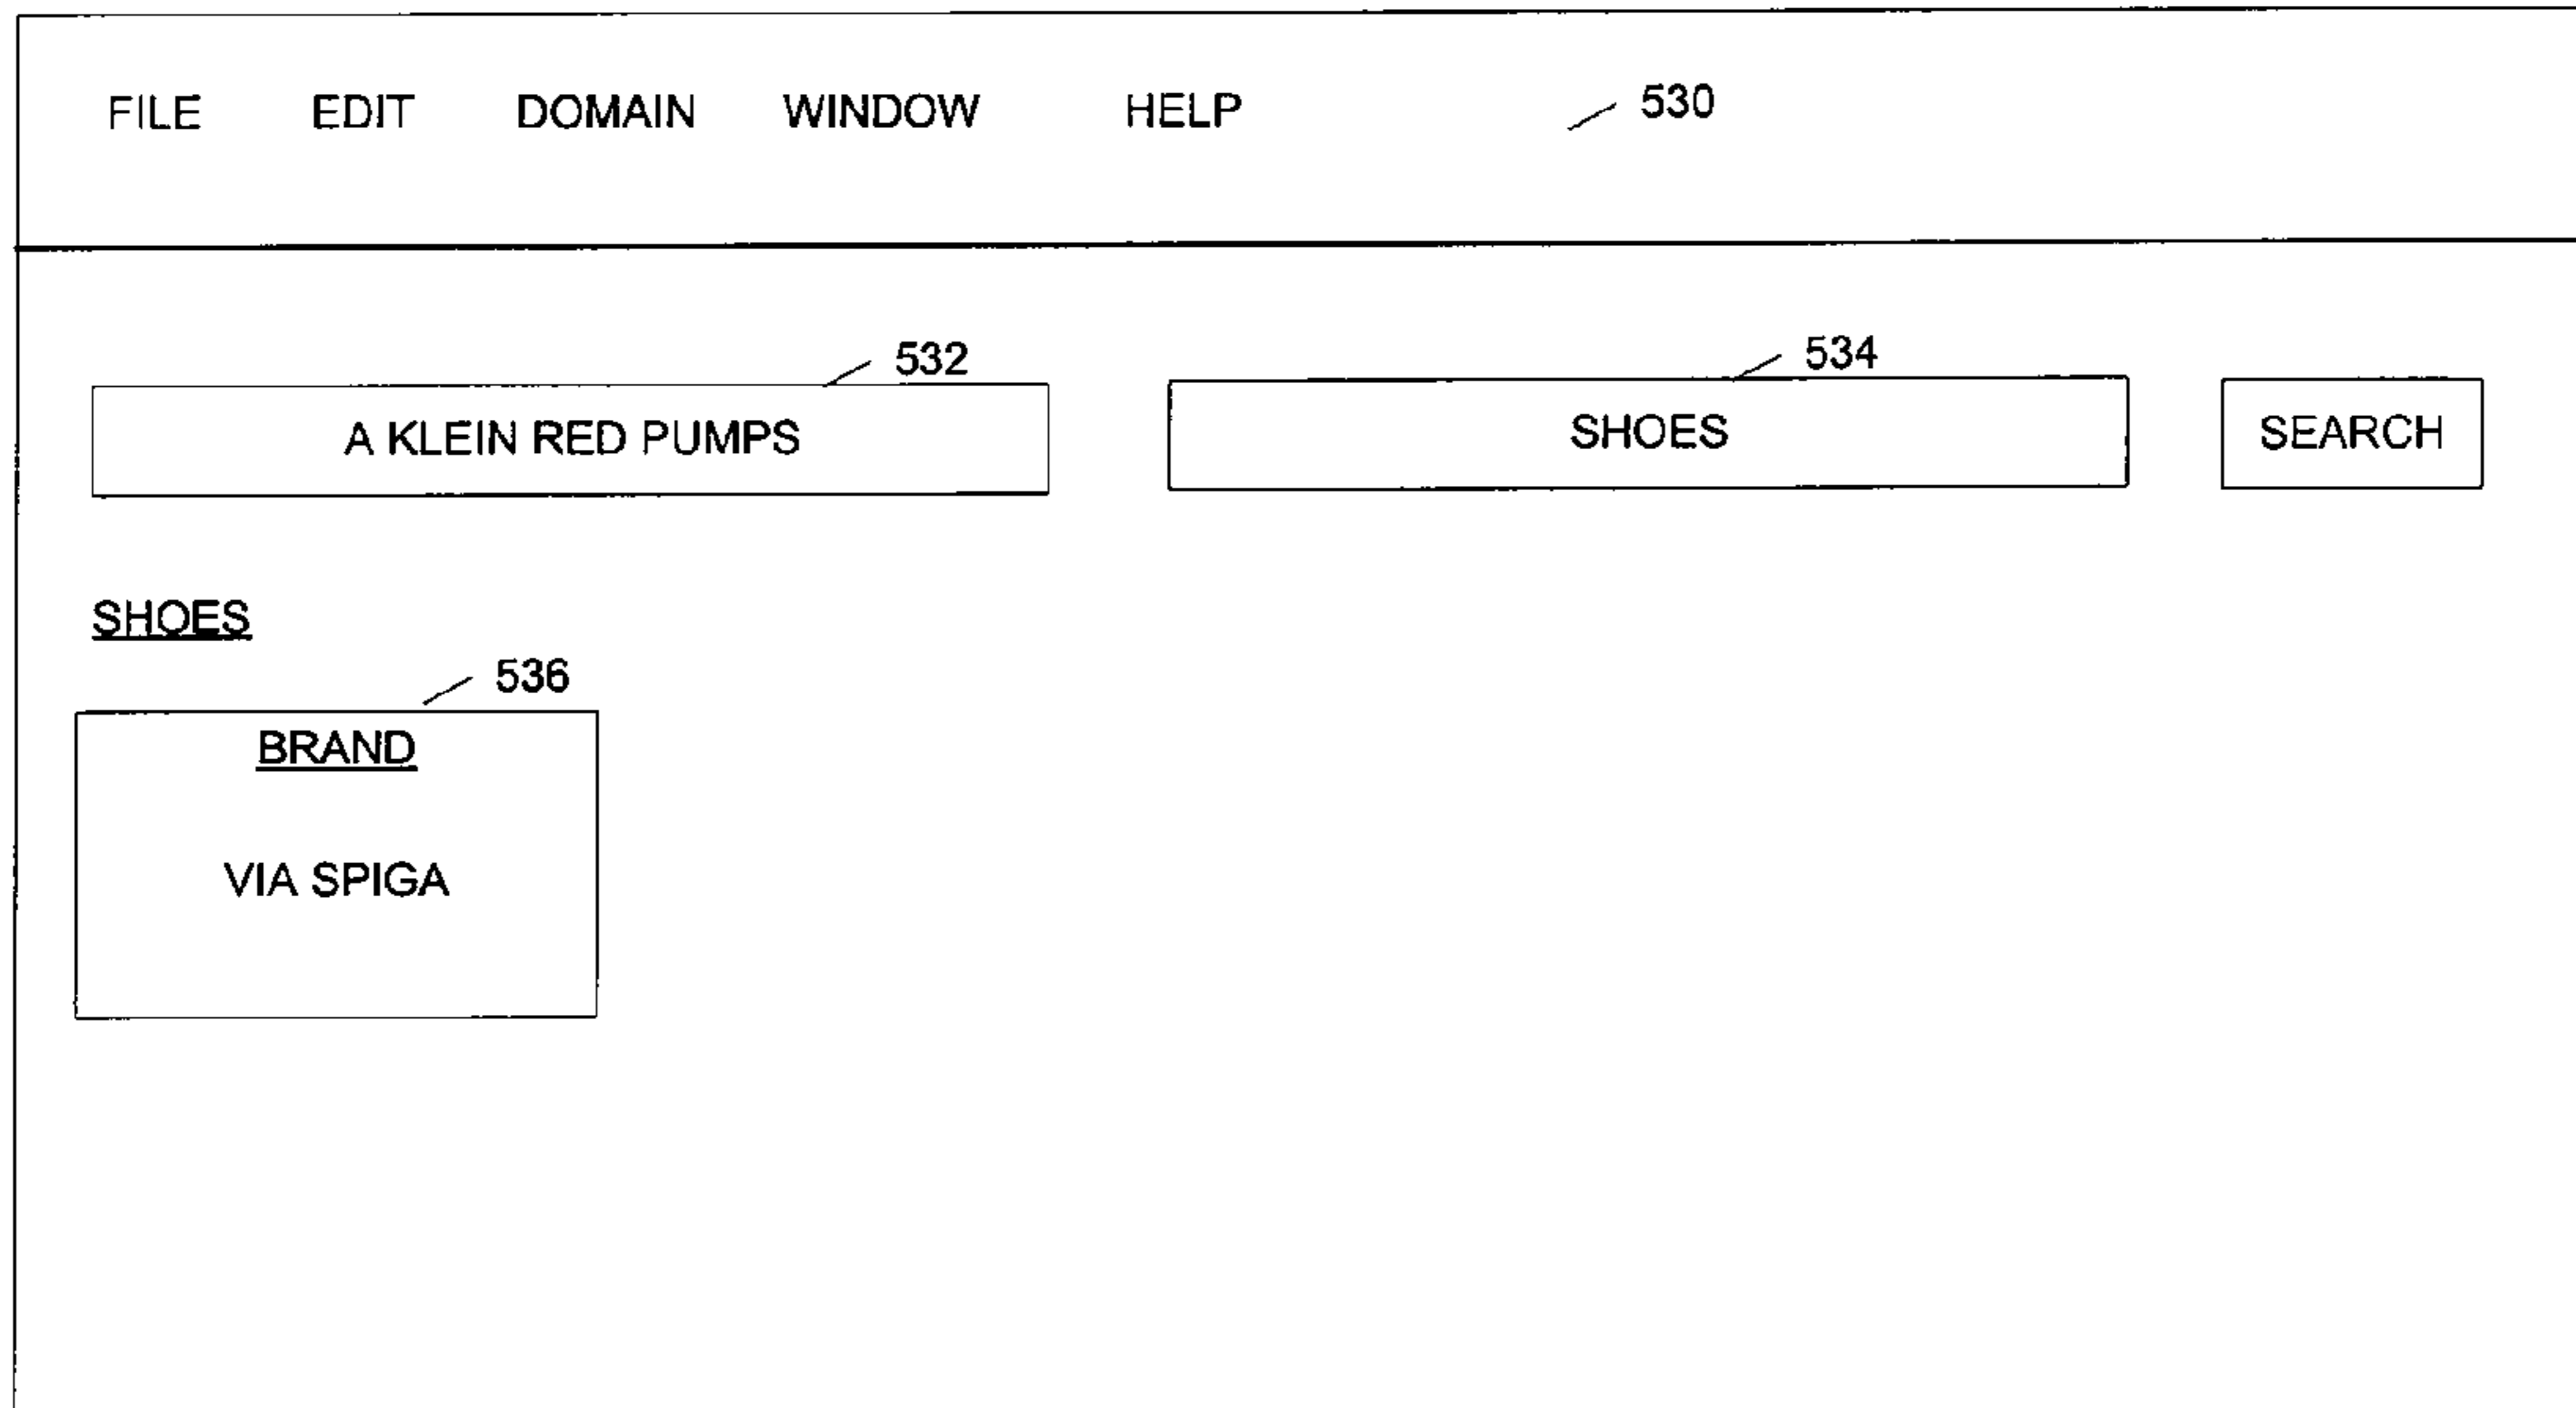 FILE EDIT DOMAIN WINDOW HELP 530
532 534
A KLEIN RED PUMPS SHOES SEARCH
SHOES
536
BRAND
VIA SPIGA